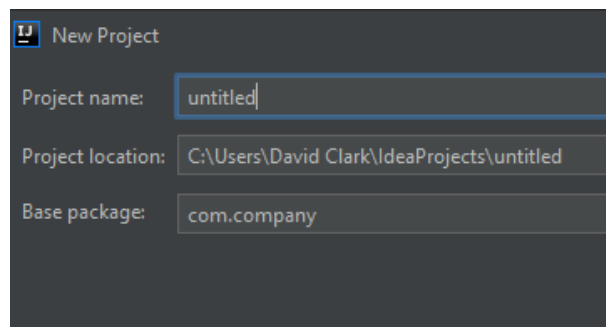 IJ New Project
Project name: untitled
Project location: C:\Users\David Clark\IdeaProjects\untitled
Base package: com.company